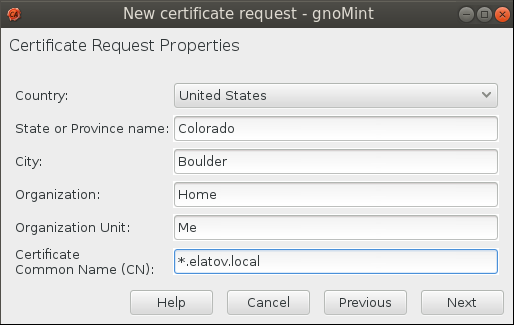 New certificate request - gnoMint
Certificate Request Properties
Country: United States
State or Province name: Colorado
City: Boulder
Organization: Home
Organization Unit: Me
Certificate
Common Name (CN): *.elatov.local
Help Cancel Previous Next